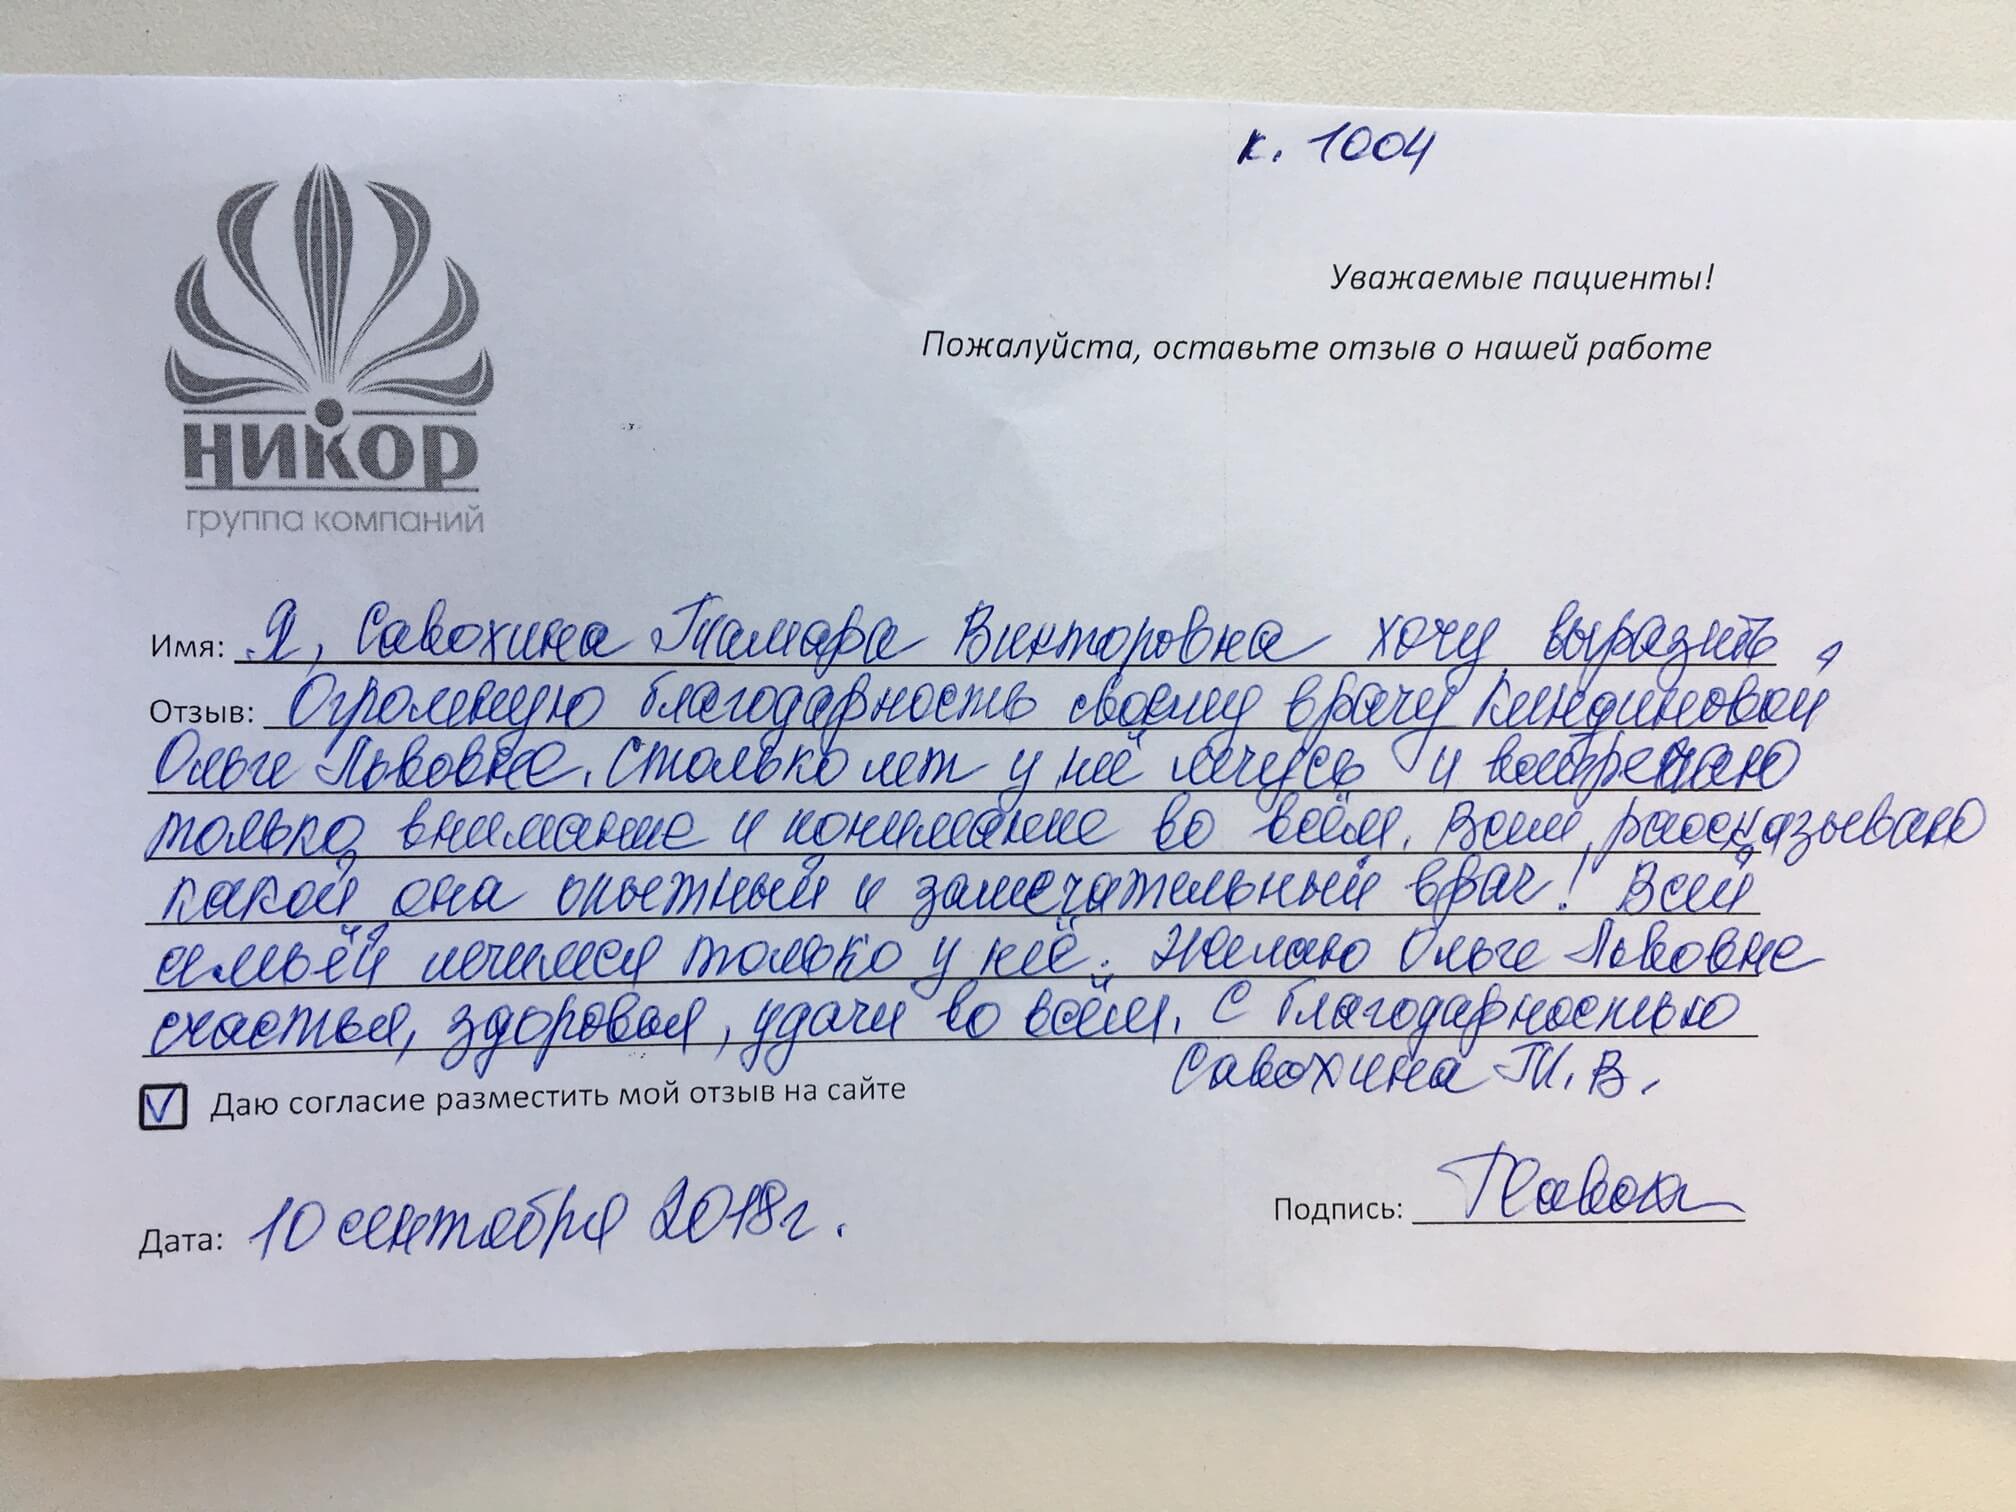 к. 1004
Уважаемые пациенты!
Пожалуйста, оставьте отзыв о нашей работе
никор
группа компаний
Имя: Я, Савохина Тамара Викторовна хочу выразить
Отзыв: Огромную благодарность своему врачу Киндиновой
Ольге Львовне. Столько лет у неё лечусь и встречаю
только внимание и понимание во всём. Всем рассказываю
какой она опытный и замечательный врач! Всей
семьёй лечимся только у неё. Желаю Ольге Львовне
счастья, здоровья, удачи во всём. С благодарностью
Савохина Т. В.
V Даю согласие разместить мой отзыв на сайте
Дата: 10 сентября 2018 г.
Подпись: